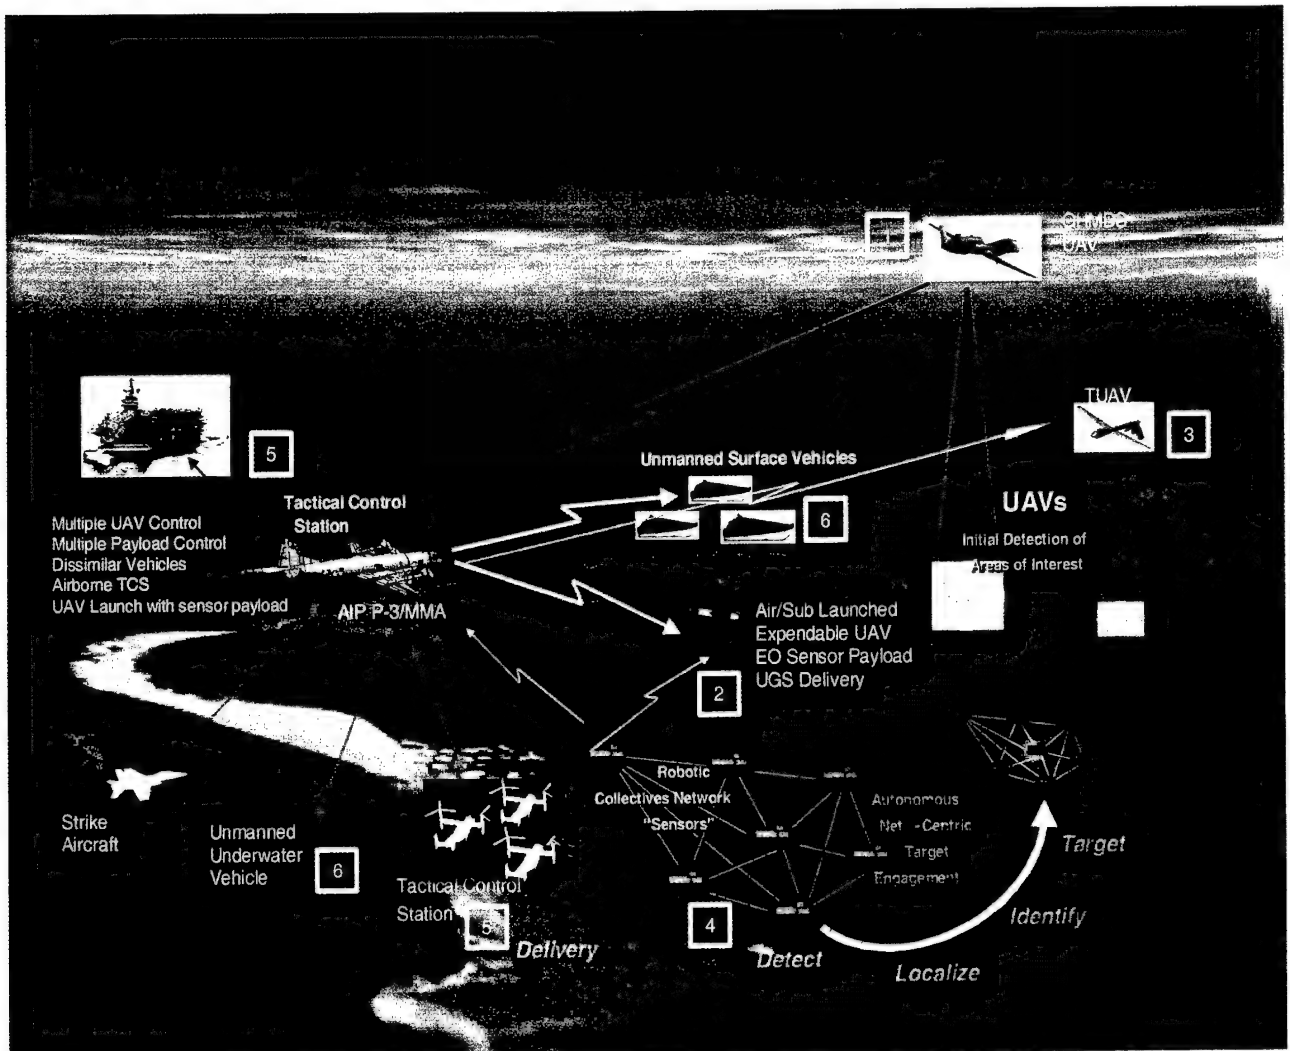 1
UAV
TUAV
3
5
Unmanned Surface Vehicles
6
UAVs
Initial Detection of
Areas of Interest
Tactical Control
Station
Multiple UAV Control
Multiple Payload Control
Dissimilar Vehicles
Airborne TCS
UAV Launch with sensor payload
AIP P-3/MMA
Air/Sub Launched
Expendable UAV
EO Sensor Payload
UGS Delivery
2
Robotic
Collectives Network
"Sensors"
Autonomous
Net -Centric
Target
Engagement
Strike
Aircraft
Unmanned
Underwater
Vehicle
6
Tactical Control
Station
5
Delivery
4
Detect
Localize
Identify
Target